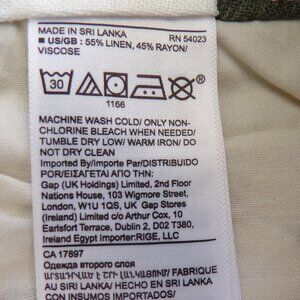 MADE IN SRI LANKA RN 54023
■ US/GB : 55% LINEN, 45% RAYON/
VISCOSE
30
1166
MACHINE WASH COLD/ ONLY NON-
CHLORINE BLEACH WHEN NEEDED/
TUMBLE DRY LOW/ WARM IRON/ DO
NOT DRY CLEAN
Imported By/Importe Par/DISTRIBUIDO
POR/ΕΙΣΑΓΕΤΑΙ ΑΠΟ ΤΗΝ:
Gap (UK Holdings) Limited, 2nd Floor
Nations House, 103 Wigmore Street,
London, W1U 1QS, UK Gap Stores
(Ireland) Limited c/o Arthur Cox, 10
Earlsfort Terrace, Dublin 2, D02 T380,
Ireland Egypt importer:RIGE, LLC
CA 17897
Одежда второго слоя
ՍՐԻ ԼԱՆԿԱՅՈՒՄ/ FABRIQUE
AU SRI LANKA/ HECHO EN SRI LANKA
CON INSUMOS IMPORTADOS/